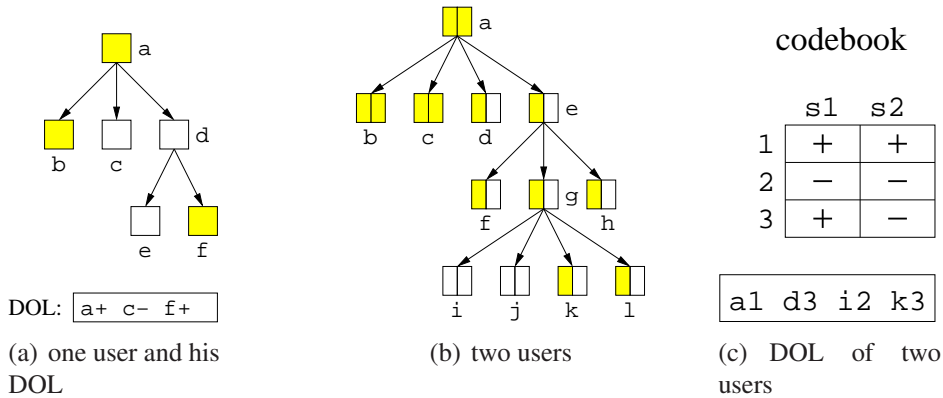 a
b
c
d
e
f
DOL: a+ c- f+
(a) one user and his
DOL
a
b
c
d
e
f
g
h
i
j
k
l
(b) two users
codebook
s1 s2
1 + +
2 − −
3 + −
a1 d3 i2 k3
(c) DOL of two
users